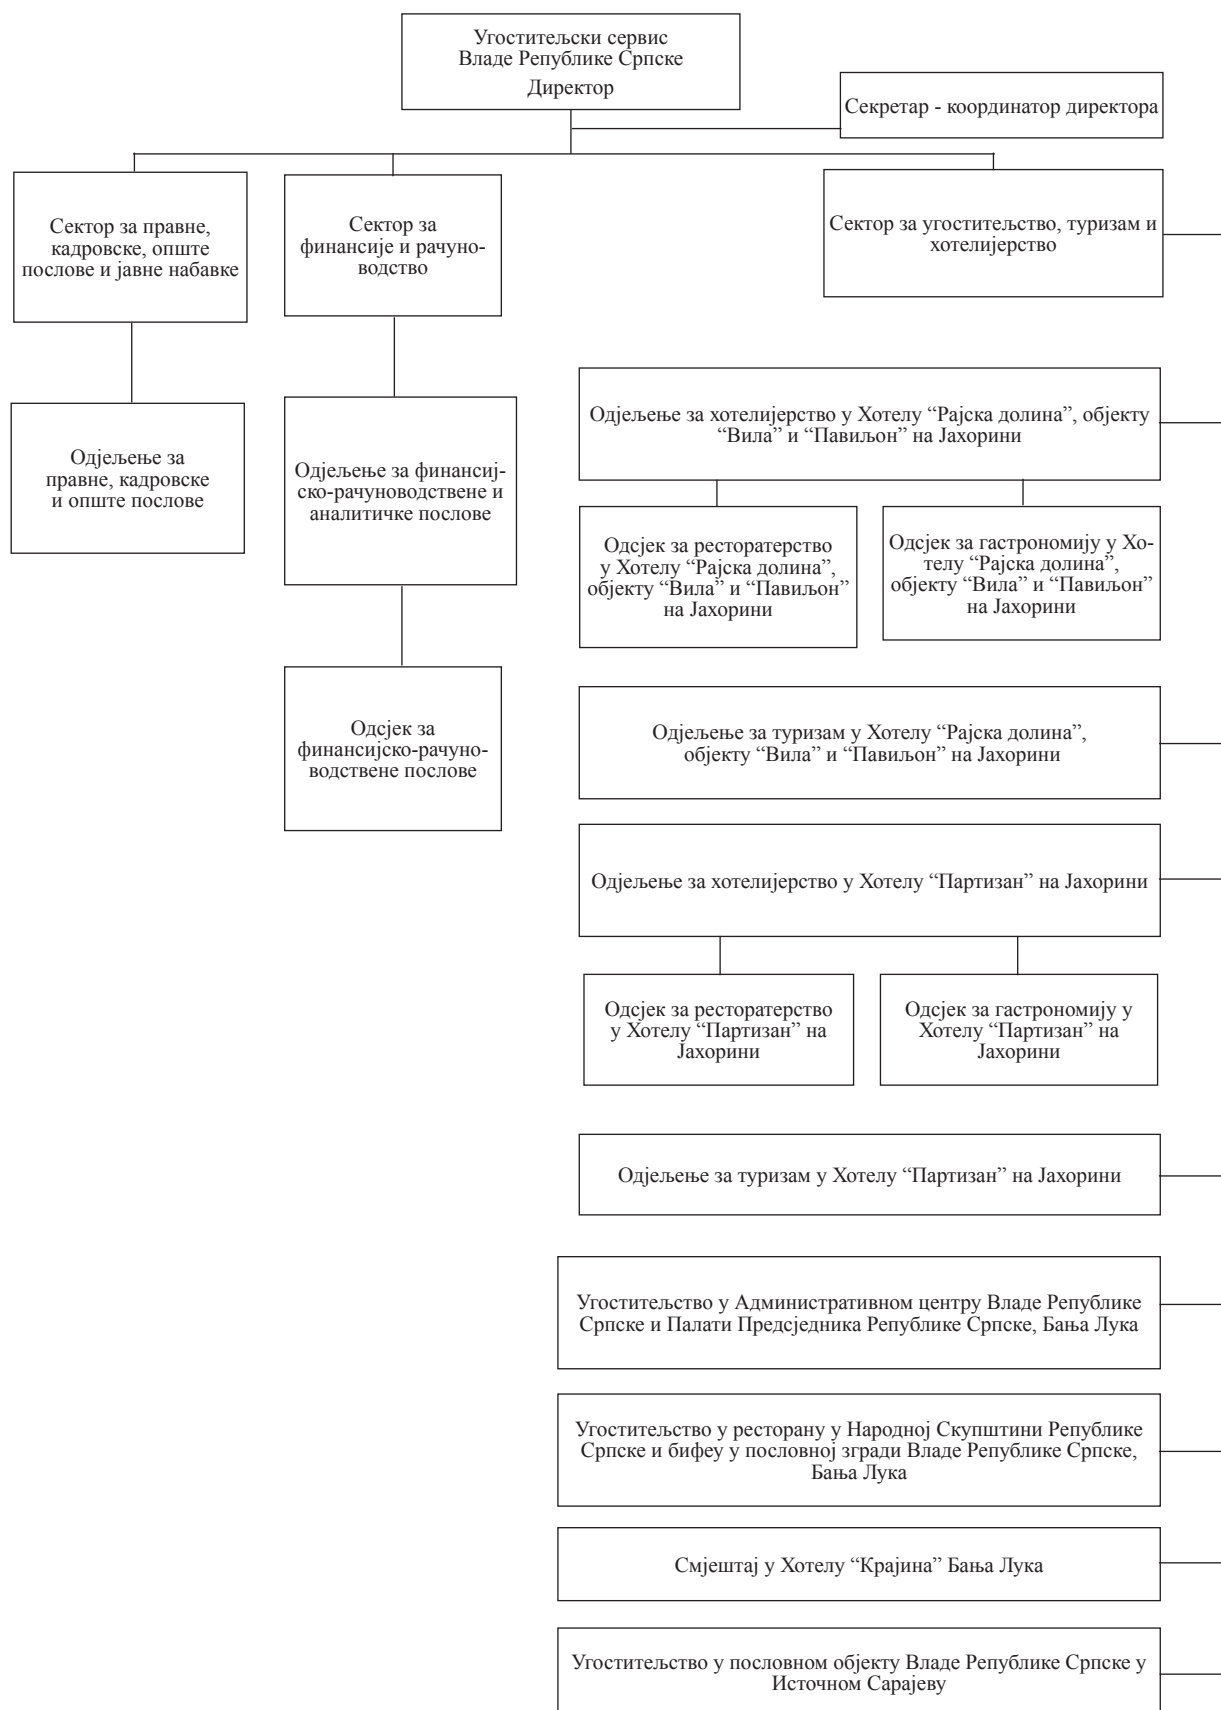 Угоститељски сервис
Владе Републике Српске
Директор
Секретар - координатор директора
Сектор за правне,
кадровске, опште
послове и јавне набавке
Сектор за
финансије и рачуно-
водство
Сектор за угоститељство, туризам и
хотелијерство
Одјељење за
правне, кадровске
и опште послове
Одјељење за финансиј-
ско-рачуноводствене и
аналитичке послове
Одсјек за
финансијско-рачуно-
водствене послове
Одјељење за хотелијерство у Хотелу “Рајска долина”, објекту
“Вила” и “Павиљон” на Јахорини
Одсјек за ресторатерство
у Хотелу “Рајска долина”,
објекту “Вила” и “Павиљон”
на Јахорини
Одсјек за гастрономију у Хо-
телу “Рајска долина”,
објекту “Вила” и “Павиљон”
на Јахорини
Одјељење за туризам у Хотелу “Рајска долина”,
објекту “Вила” и “Павиљон” на Јахорини
Одјељење за хотелијерство у Хотелу “Партизан” на Јахорини
Одсјек за ресторатерство
у Хотелу “Партизан” на
Јахорини
Одсјек за гастрономију у
Хотелу “Партизан” на
Јахорини
Одјељење за туризам у Хотелу “Партизан” на Јахорини
Угоститељство у Административном центру Владе Републике
Српске и Палати Предсједника Републике Српске, Бања Лука
Угоститељство у ресторану у Народној Скупштини Републике
Српске и бифеу у пословној згради Владе Републике Српске,
Бања Лука
Смјештај у Хотелу “Крајина” Бања Лука
Угоститељство у пословном објекту Владе Републике Српске у
Источном Сарајеву